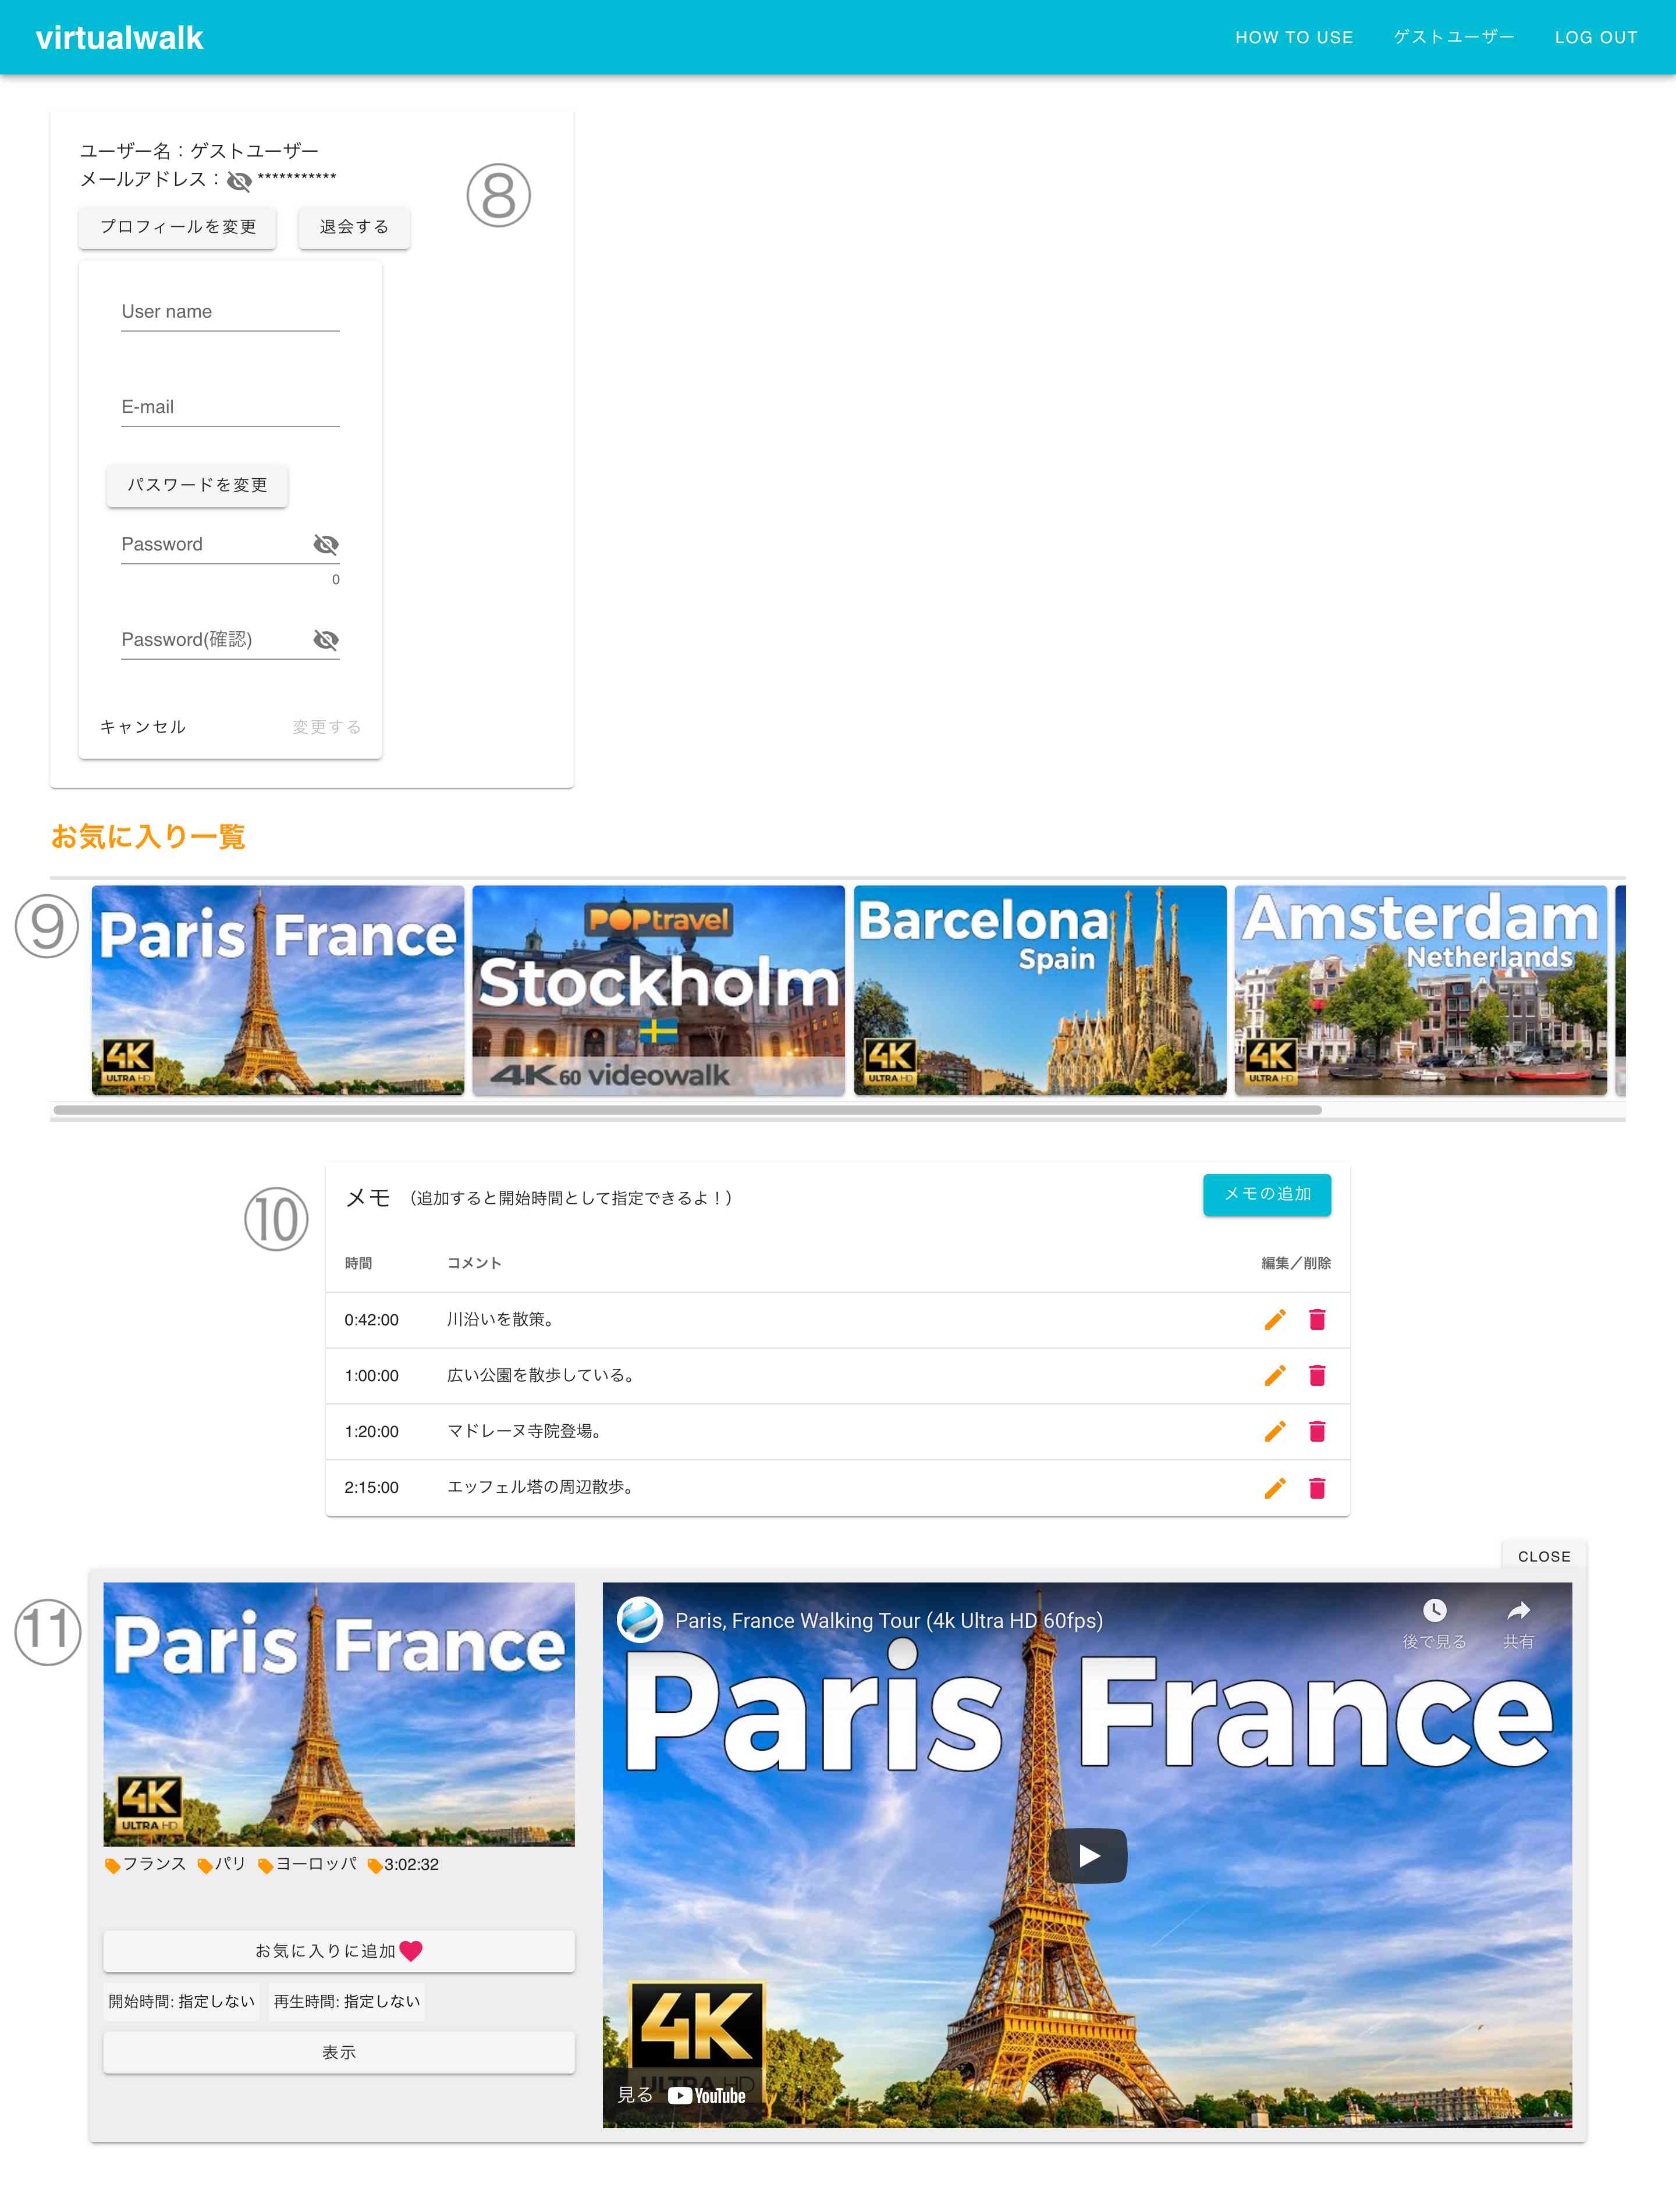 virtualwalk
HOW TO USE
ゲストユーザー
LOG OUT
ユーザー名：ゲストユーザー
メールアドレス： ***********
⑧
プロフィールを変更
退会する
User name
E-mail
パスワードを変更
Password
0
Password(確認)
キャンセル
変更する
お気に入り一覧
⑨
Paris France
4K
ULTRA HD
POPtravel
Stockholm
4K60 videowalk
Barcelona
Spain
4K
ULTRA HD
Amsterdam
Netherlands
4K
ULTRA HD
⑩
メモ （追加すると開始時間として指定できるよ！）
メモの追加
時間 コメント 編集／削除
0:42:00 川沿いを散策。
1:00:00 広い公園を散歩している。
1:20:00 マドレーヌ寺院登場。
2:15:00 エッフェル塔の周辺散歩。
CLOSE
⑪
Paris France
4K
ULTRA HD
フランス パリ ヨーロッパ 3:02:32
お気に入りに追加
開始時間: 指定しない 再生時間: 指定しない
表示
Paris, France Walking Tour (4k Ultra HD 60fps)
後で見る 共有
Paris France
4K
ULTRA HD
見る YouTube